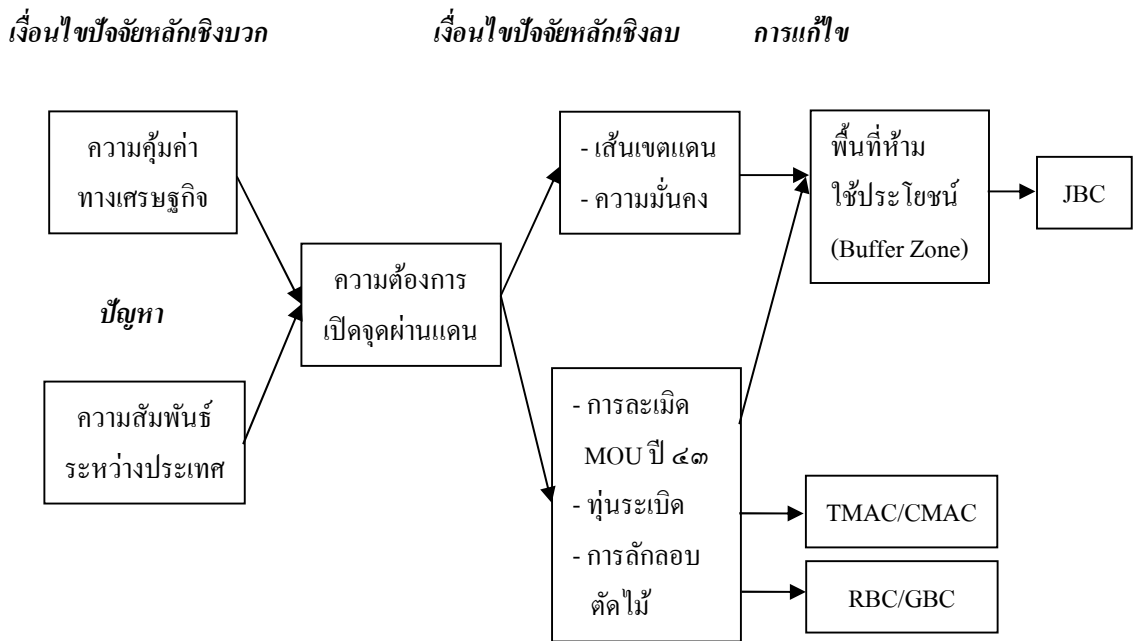 เงื่อนไขปัจจัยหลักเชิงบวก
เงื่อนไขปัจจัยหลักเชิงลบ
การแก้ไข
ความคุ้มค่า
ทางเศรษฐกิจ
ปัญหา
ความสัมพันธ์
ระหว่างประเทศ
ความต้องการ
เปิดจุดผ่านแดน
- เส้นเขตแดน
- ความมั่นคง
- การละเมิด
MOU ปี ๔๓
- ทุ่นระเบิด
- การลักลอบ
ตัดไม้
พื้นที่ห้าม
ใช้ประโยชน์
(Buffer Zone)
JBC
TMAC/CMAC
RBC/GBC